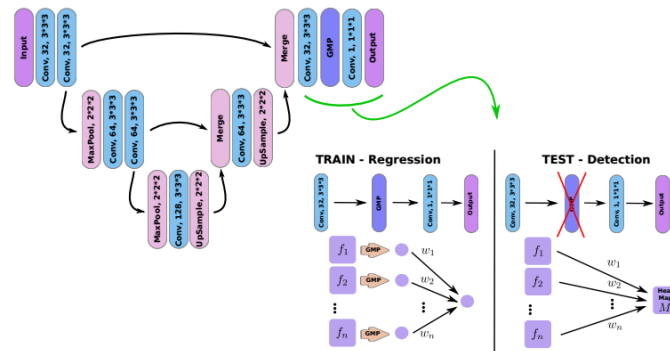 Input
Conv, 32, 3*3*3
Conv, 32, 3*3*3
MaxPool, 2*2*2
Conv, 64, 3*3*3
Conv, 64, 3*3*3
MaxPool, 2*2*2
Conv, 128, 3*3*3
UpSample, 2*2*2
Merge
Conv, 64, 3*3*3
UpSample, 2*2*2
Merge
Conv, 32, 3*3*3
GMP
Conv, 1, 1*1*1
Output
TRAIN - Regression
Conv, 32, 3*3*3
GMP
Conv, 1, 1*1*1
Output
f1 GMP w1
f2 GMP w2
... ...
fn GMP wn
TEST - Detection
Conv, 32, 3*3*3
GMP
Conv, 1, 1*1*1
Output
f1 w1
f2 w2
... ...
fn wn
Hea
Map
M